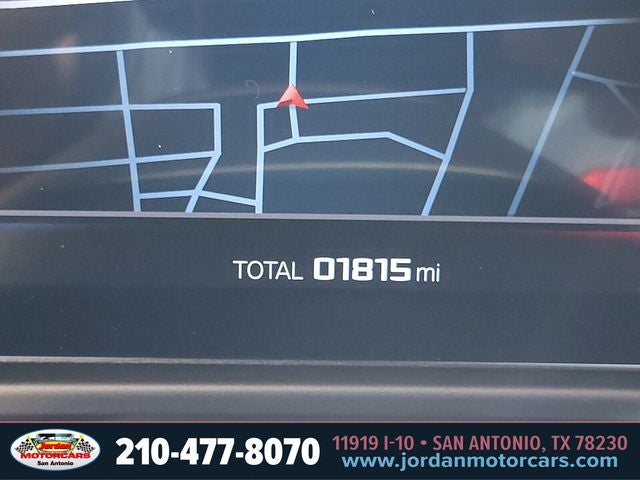 TOTAL 01815 mi
Jordan
MOTORCARS
San Antonio
210-477-8070
11919 I-10 • SAN ANTONIO, TX 78230
www.jordanmotorcars.com